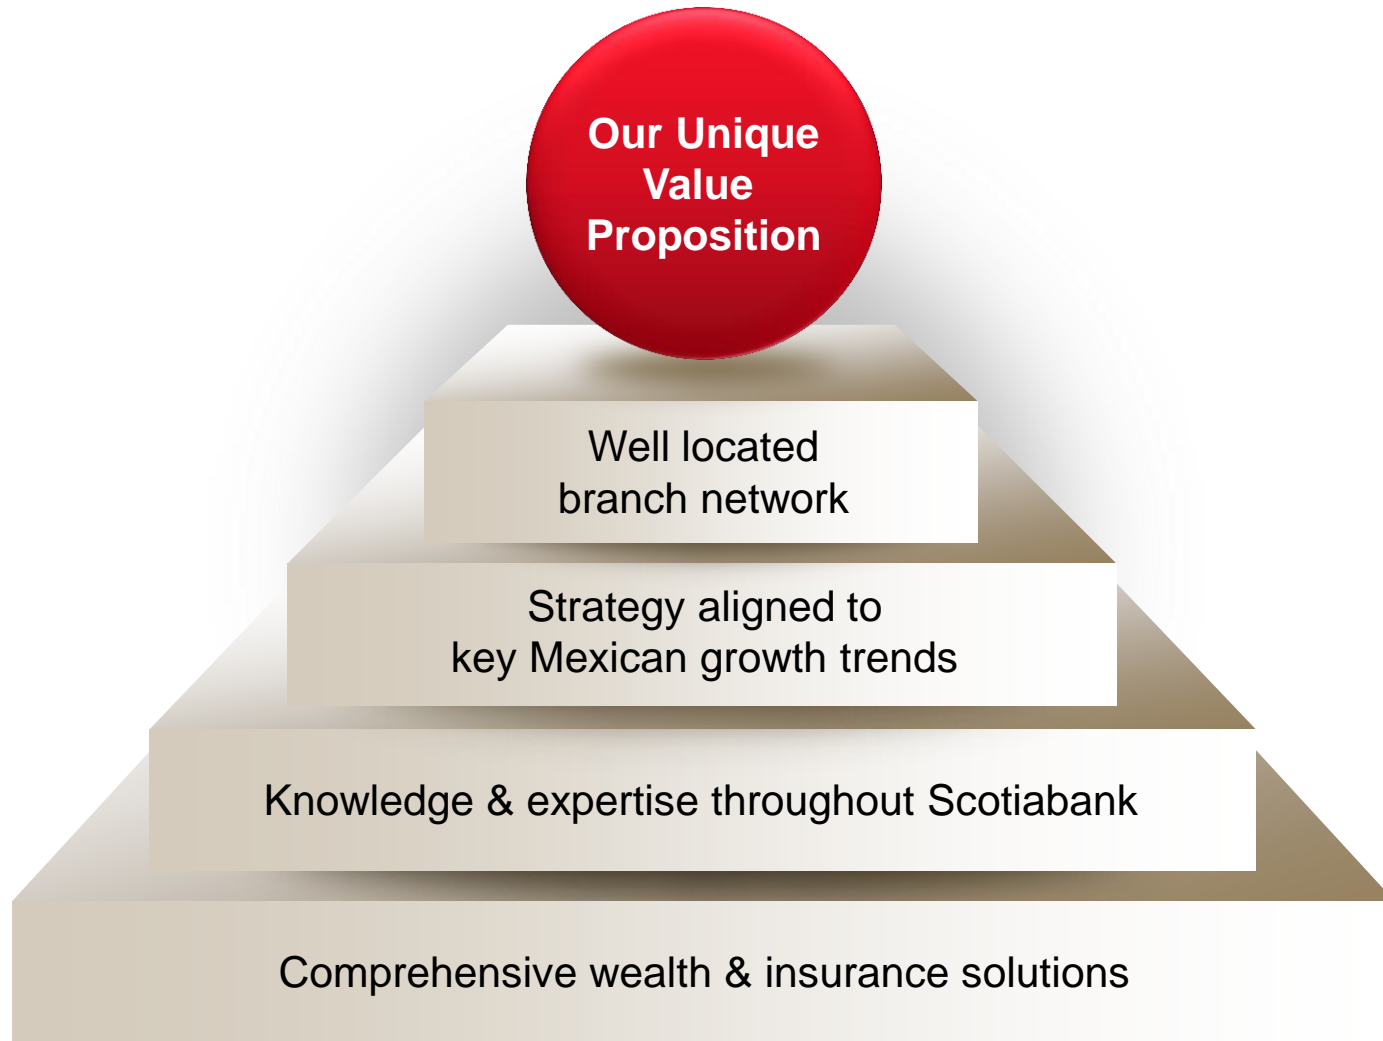 Our Unique
Value
Proposition
Well located
branch network
Strategy aligned to
key Mexican growth trends
Knowledge & expertise throughout Scotiabank
Comprehensive wealth & insurance solutions